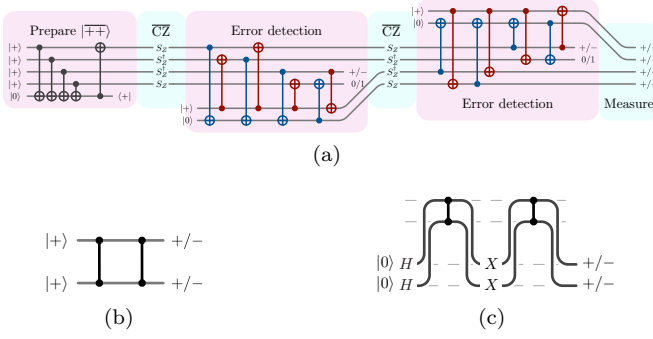 Prepare |++⟩
CZ
Error detection
CZ
|+⟩
|0⟩
+/−
0/1
|+⟩ S_Z S_Z +/−
|+⟩ S_Z^† S_Z^† +/−
|+⟩ S_Z^† +/− S_Z^† +/−
|+⟩ S_Z 0/1 S_Z +/−
|0⟩ ⟨+|
|+⟩
|0⟩
Error detection
Measure
(a)
|+⟩ +/−
|+⟩ +/−
(b)
|0⟩ H X +/−
|0⟩ H X +/−
(c)